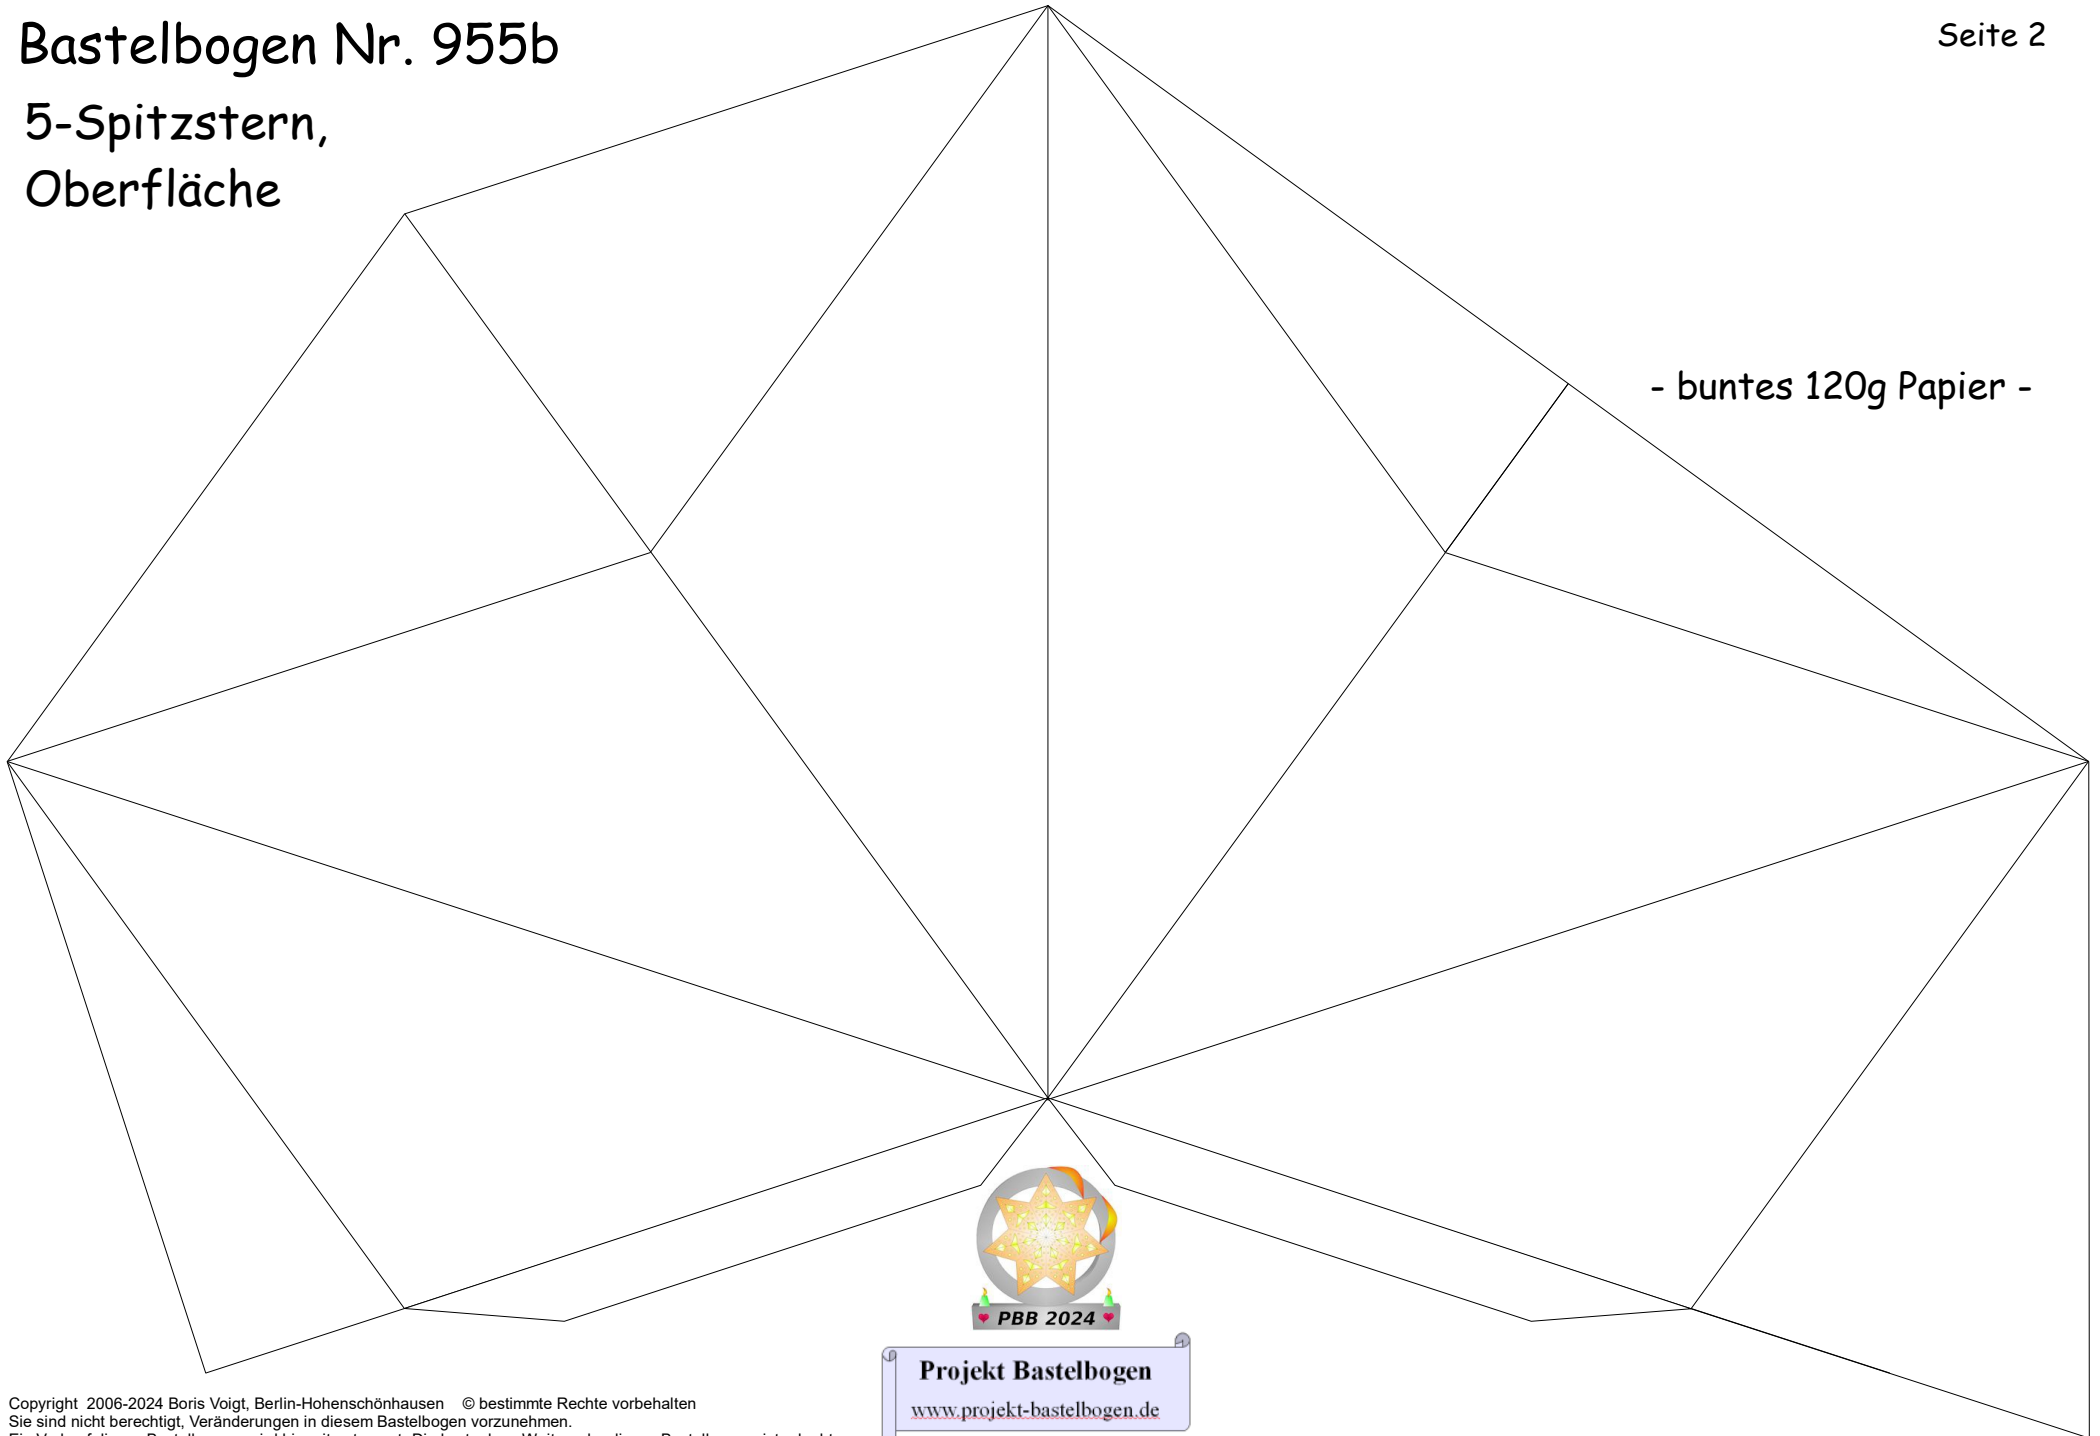 Bastelbogen Nr. 955b
Seite 2
5-Spitzstern,
Oberfläche
- buntes 120g Papier -
PBB 2024
Projekt Bastelbogen
www.projekt-bastelbogen.de
Copyright 2006-2024 Boris Voigt, Berlin-Hohenschönhausen © bestimmte Rechte vorbehalten
Sie sind nicht berechtigt, Veränderungen in diesem Bastelbogen vorzunehmen.